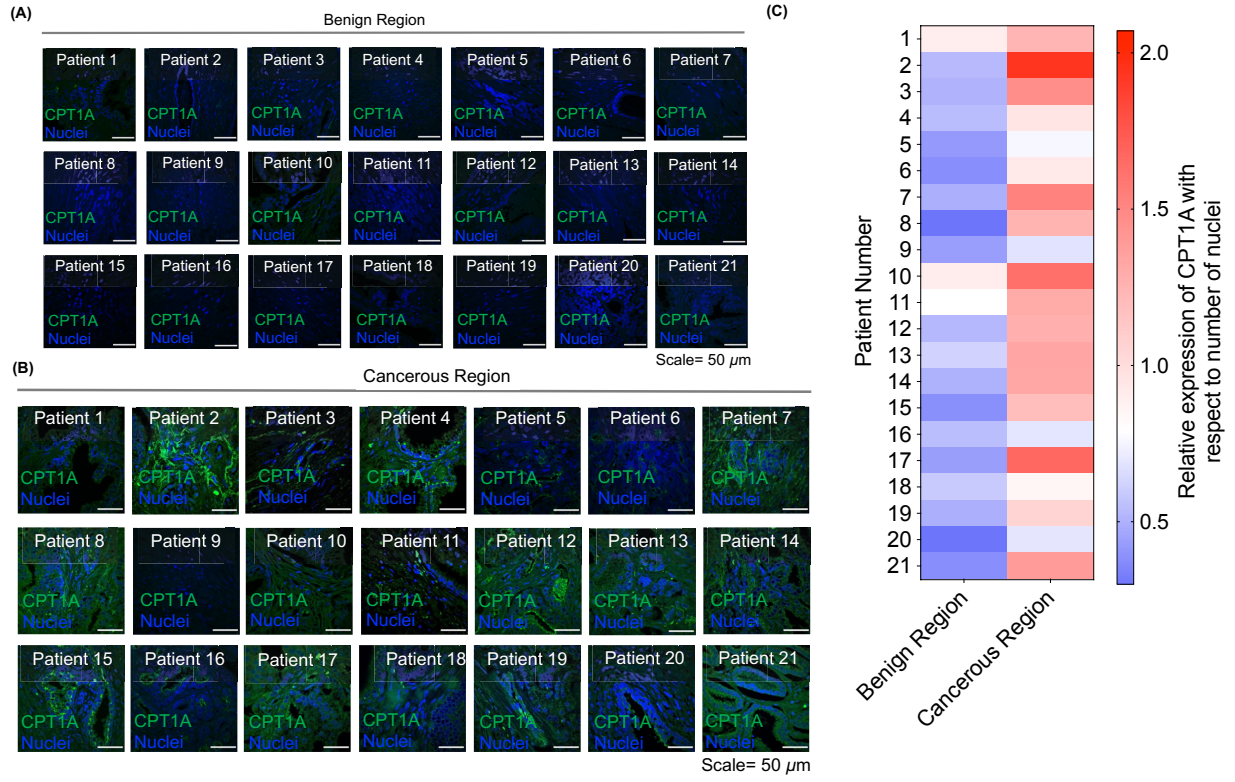 (A)
Benign Region
Patient 1 Patient 2 Patient 3 Patient 4 Patient 5 Patient 6 Patient 7
CPT1A CPT1A CPT1A CPT1A CPT1A CPT1A CPT1A
Nuclei Nuclei Nuclei Nuclei Nuclei Nuclei Nuclei
Patient 8 Patient 9 Patient 10 Patient 11 Patient 12 Patient 13 Patient 14
CPT1A CPT1A CPT1A CPT1A CPT1A CPT1A CPT1A
Nuclei Nuclei Nuclei Nuclei Nuclei Nuclei Nuclei
Patient 15 Patient 16 Patient 17 Patient 18 Patient 19 Patient 20 Patient 21
CPT1A CPT1A CPT1A CPT1A CPT1A CPT1A CPT1A
Nuclei Nuclei Nuclei Nuclei Nuclei Nuclei Nuclei
Scale= 50 µm
(B)
Cancerous Region
Patient 1 Patient 2 Patient 3 Patient 4 Patient 5 Patient 6 Patient 7
CPT1A CPT1A CPT1A CPT1A CPT1A CPT1A CPT1A
Nuclei Nuclei Nuclei Nuclei Nuclei Nuclei Nuclei
Patient 8 Patient 9 Patient 10 Patient 11 Patient 12 Patient 13 Patient 14
CPT1A CPT1A CPT1A CPT1A CPT1A CPT1A CPT1A
Nuclei Nuclei Nuclei Nuclei Nuclei Nuclei Nuclei
Patient 15 Patient 16 Patient 17 Patient 18 Patient 19 Patient 20 Patient 21
CPT1A CPT1A CPT1A CPT1A CPT1A CPT1A CPT1A
Nuclei Nuclei Nuclei Nuclei Nuclei Nuclei Nuclei
Scale= 50 µm
(C)
Patient Number
1
2
3
4
5
6
7
8
9
10
11
12
13
14
15
16
17
18
19
20
21
Benign Region
Cancerous Region
2.0
1.5
1.0
0.5
Relative expression of CPT1A with
respect to number of nuclei